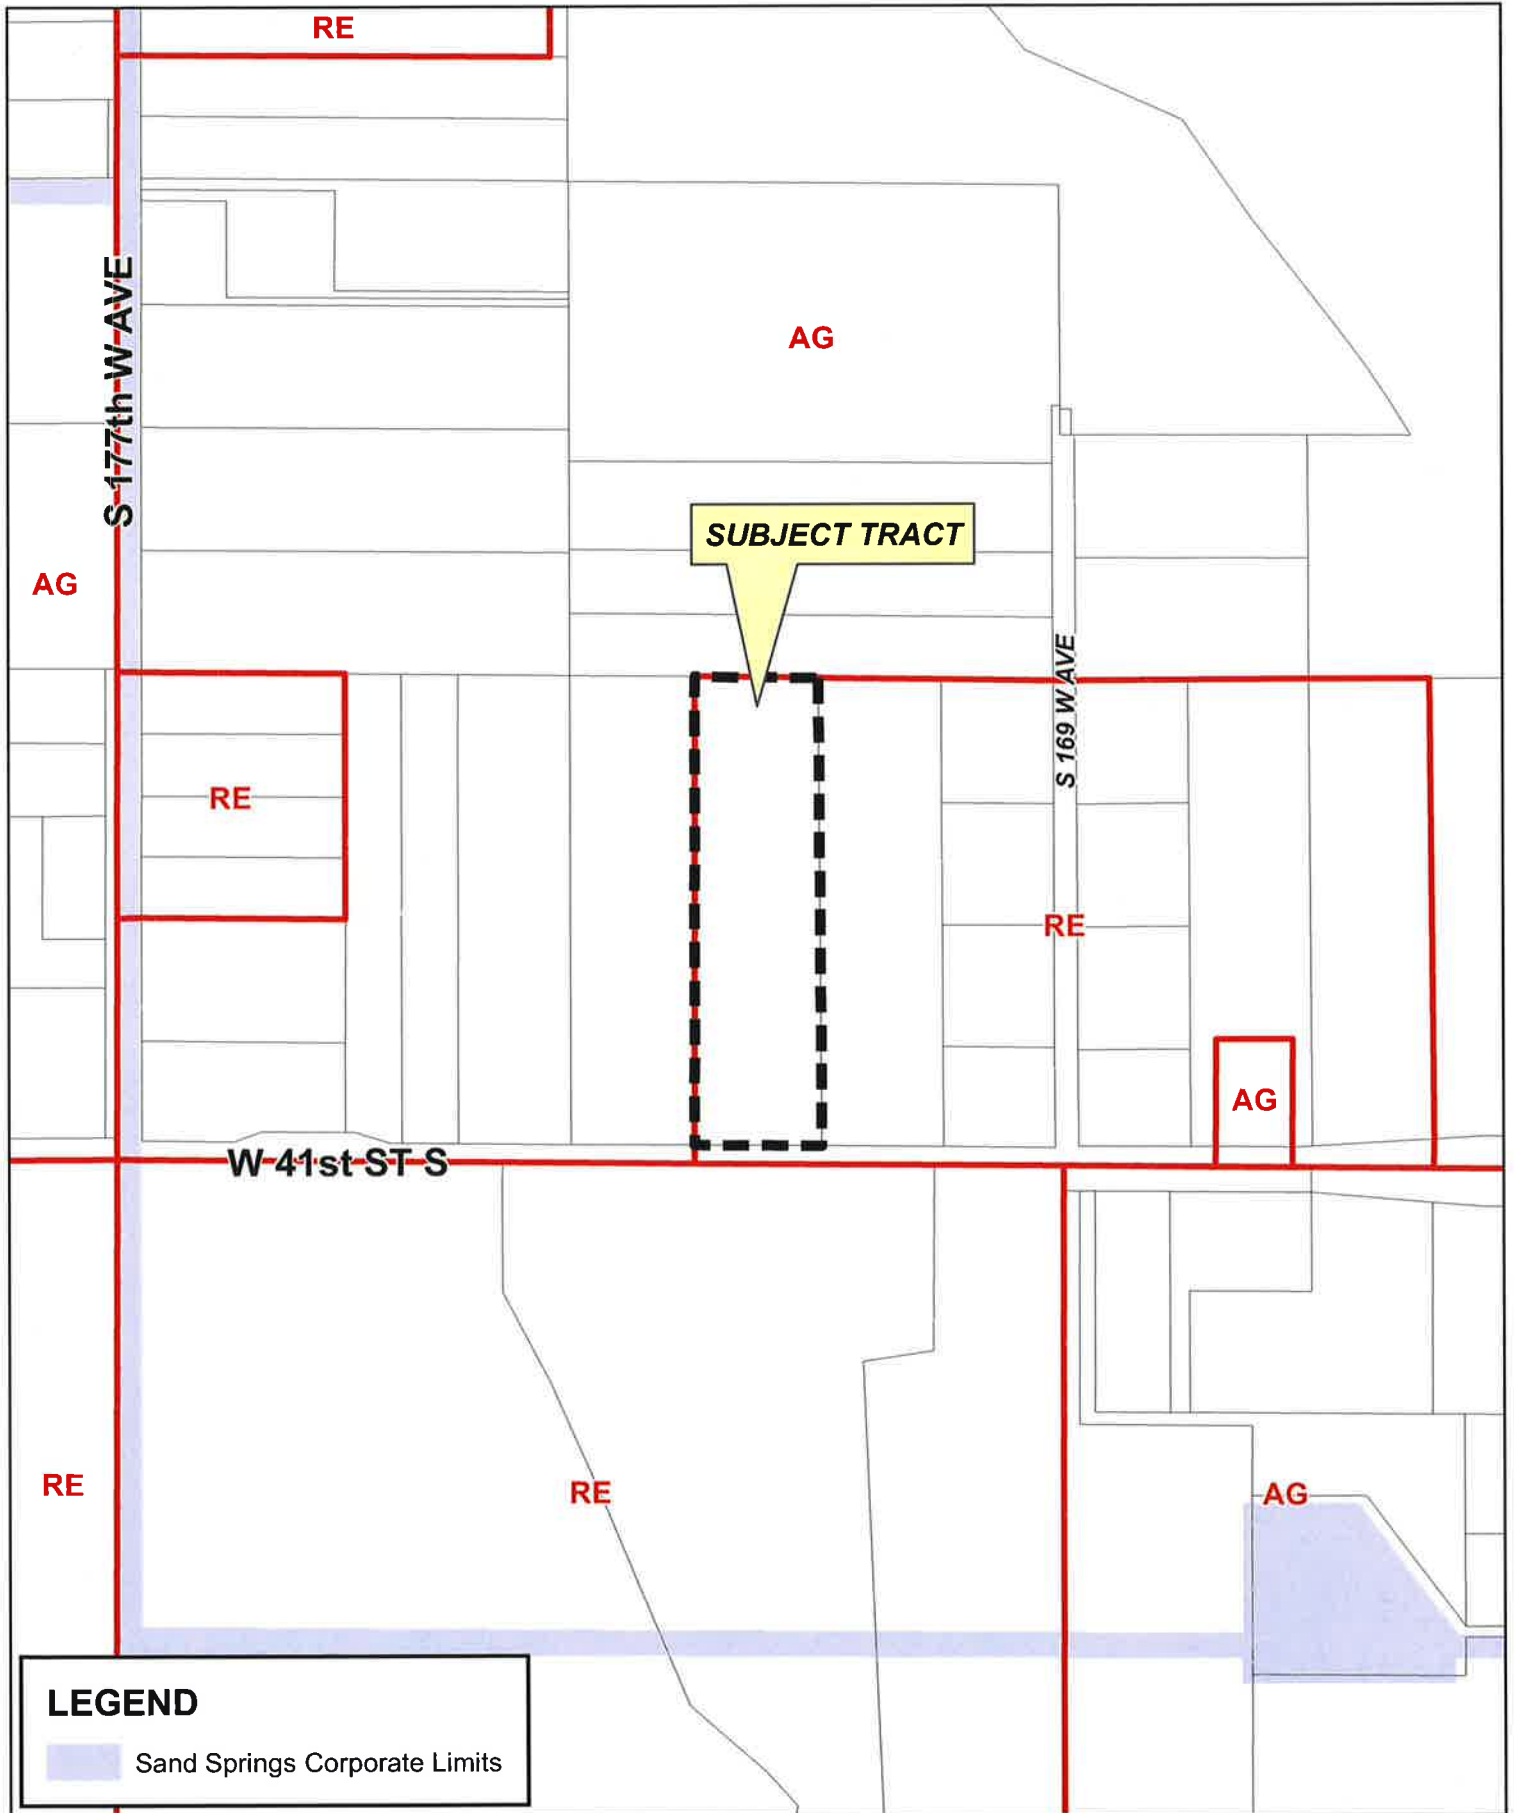 RE
S 177th W AVE
AG
SUBJECT TRACT
AG
S 169 W AVE
RE
RE
AG
W 41st ST S
RE
RE
AG
LEGEND
Sand Springs Corporate Limits